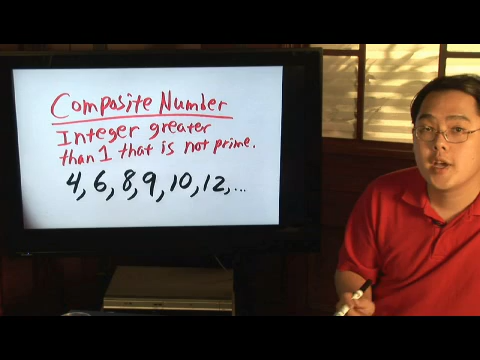 Composite Number
Integer greater
than 1 that is not prime.
4, 6, 8, 9, 10, 12, ...